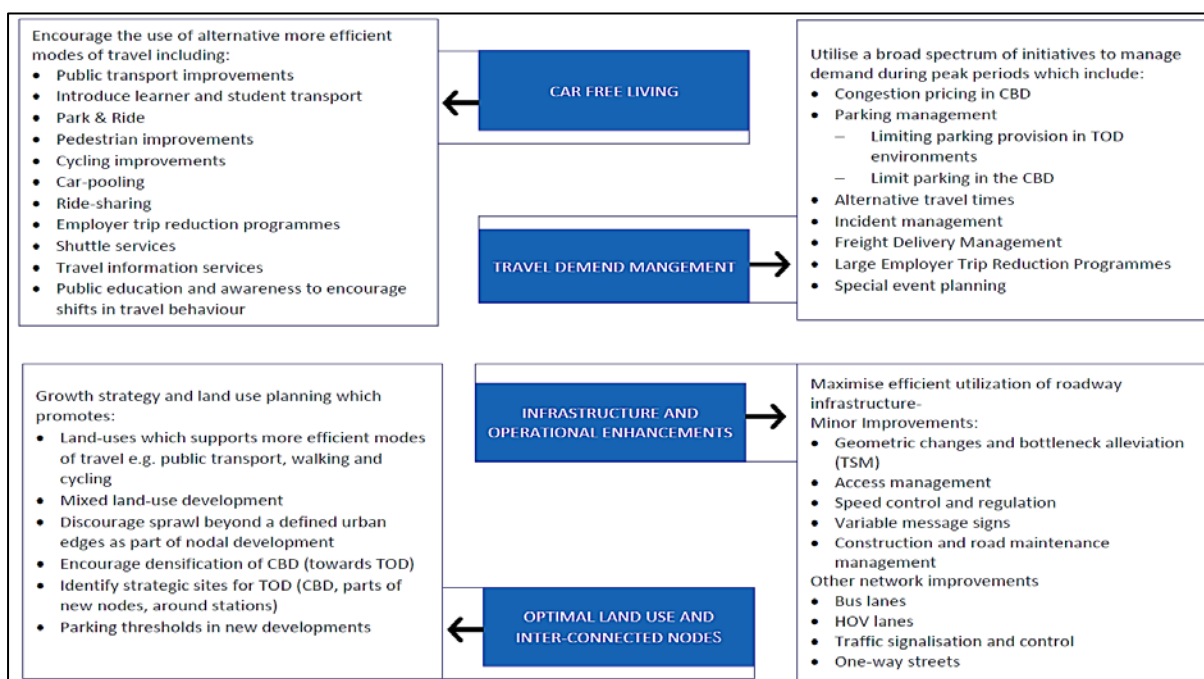 Encourage the use of alternative more efficient
modes of travel including:
• Public transport improvements
• Introduce learner and student transport
• Park & Ride
• Pedestrian improvements
• Cycling improvements
• Car-pooling
• Ride-sharing
• Employer trip reduction programmes
• Shuttle services
• Travel information services
• Public education and awareness to encourage
shifts in travel behaviour
CAR FREE LIVING
TRAVEL DEMEND MANGEMENT
Utilise a broad spectrum of initiatives to manage
demand during peak periods which include:
• Congestion pricing in CBD
• Parking management
– Limiting parking provision in TOD
environments
– Limit parking in the CBD
• Alternative travel times
• Incident management
• Freight Delivery Management
• Large Employer Trip Reduction Programmes
• Special event planning
Growth strategy and land use planning which
promotes:
• Land-uses which supports more efficient modes
of travel e.g. public transport, walking and
cycling
• Mixed land-use development
• Discourage sprawl beyond a defined urban
edges as part of nodal development
• Encourage densification of CBD (towards TOD)
• Identify strategic sites for TOD (CBD, parts of
new nodes, around stations)
• Parking thresholds in new developments
INFRASTRUCTURE AND
OPERATIONAL ENHANCEMENTS
OPTIMAL LAND USE AND
INTER-CONNECTED NODES
Maximise efficient utilization of roadway
infrastructure-
Minor Improvements:
• Geometric changes and bottleneck alleviation
(TSM)
• Access management
• Speed control and regulation
• Variable message signs
• Construction and road maintenance
management
Other network improvements
• Bus lanes
• HOV lanes
• Traffic signalisation and control
• One-way streets